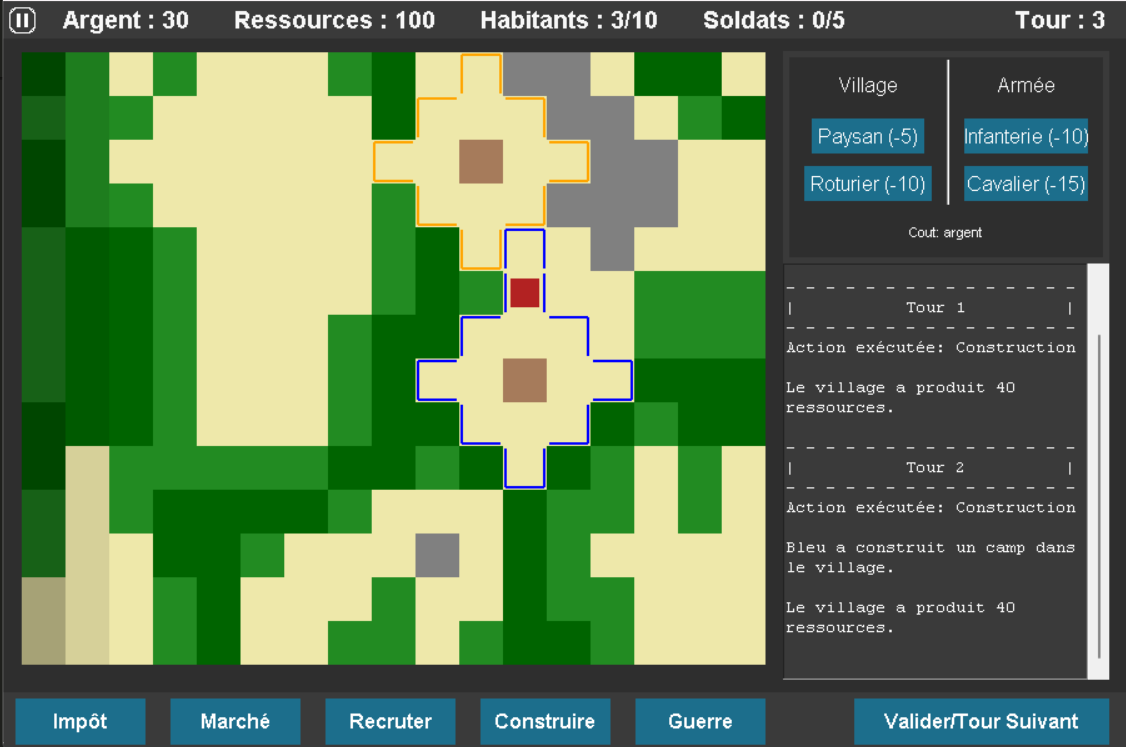 Argent : 30 Ressources : 100 Habitants : 3/10 Soldats : 0/5 Tour : 3
Village Armée
Paysan (-5) Infanterie (-10)
Roturier (-10) Cavalier (-15)
Cout: argent
- - - - - - - - - - - - - - -
| Tour 1 |
- - - - - - - - - - - - - - -
Action exécutée: Construction
Le village a produit 40
ressources.
- - - - - - - - - - - - - - -
| Tour 2 |
- - - - - - - - - - - - - - -
Action exécutée: Construction
Bleu a construit un camp dans
le village.
Le village a produit 40
ressources.
Impôt Marché Recruter Construire Guerre Valider/Tour Suivant